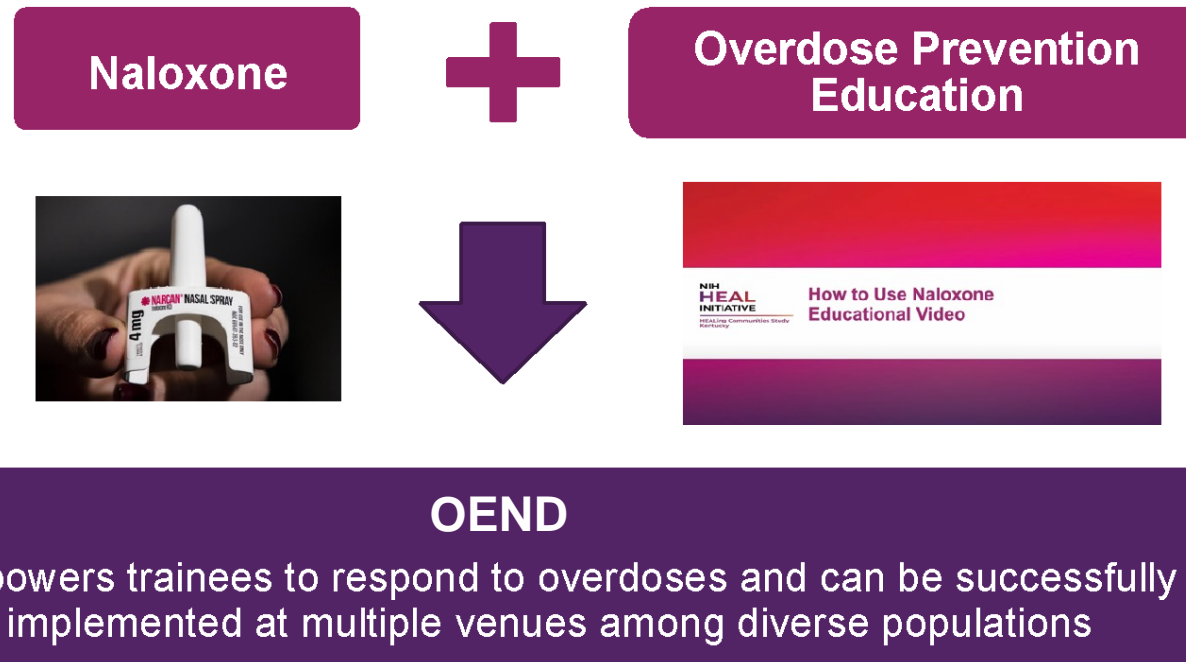 Naloxone
Overdose Prevention
Education
NARCAN® NASAL SPRAY
4 mg
NIH
HEAL
INITIATIVE
HEALing Communities Study
Kentucky
How to Use Naloxone
Educational Video
OEND
powers trainees to respond to overdoses and can be successfully
implemented at multiple venues among diverse populations